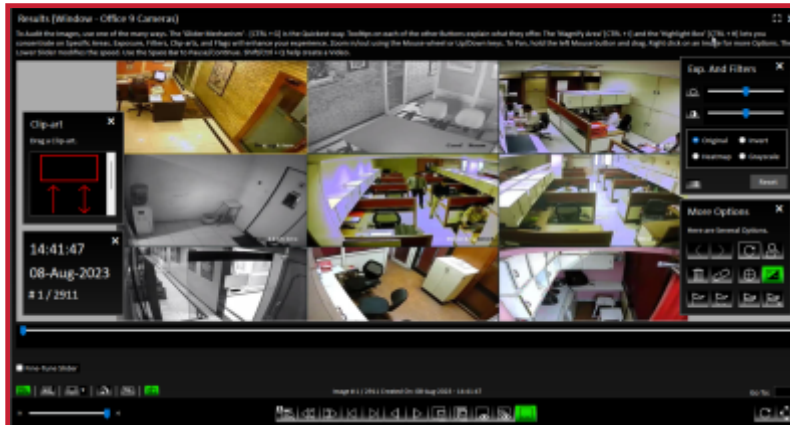 Results (Window - Office 9 Cameras)
To Audit the images, use one of the many ways. The 'Slider Mechanism' - [CTRL + G] is the Quickest way. Tooltips on each of the other Buttons explain what they offer. The 'Magnify Area' [CTRL + I] and the 'Highlight Box' [CTRL + H] lets you
concentrate on Specific Areas. Exposure, Filters, Clip-arts, and Flags will enhance your experience. Zoom in/out using the Mouse-wheel or Up/Down keys. To Pan, hold the left Mouse button and drag. Right click on an Image for more Options. The
Lower Slider modifies the speed. Use the Space Bar to Pause/Continue. Shift/Ctrl + Q help create a Video.
Exp. And Filters
Clip-art
Drag a Clip-art.
Original
Invert
Heatmap
Grayscale
Reset
More Options
Here are General Options.
14:41:47
08-Aug-2023
# 1 / 2911
Fine-Tune Slider
Image # 1 / 2911 Created On: 08-Aug-2023 - 14:41:47
Go To: